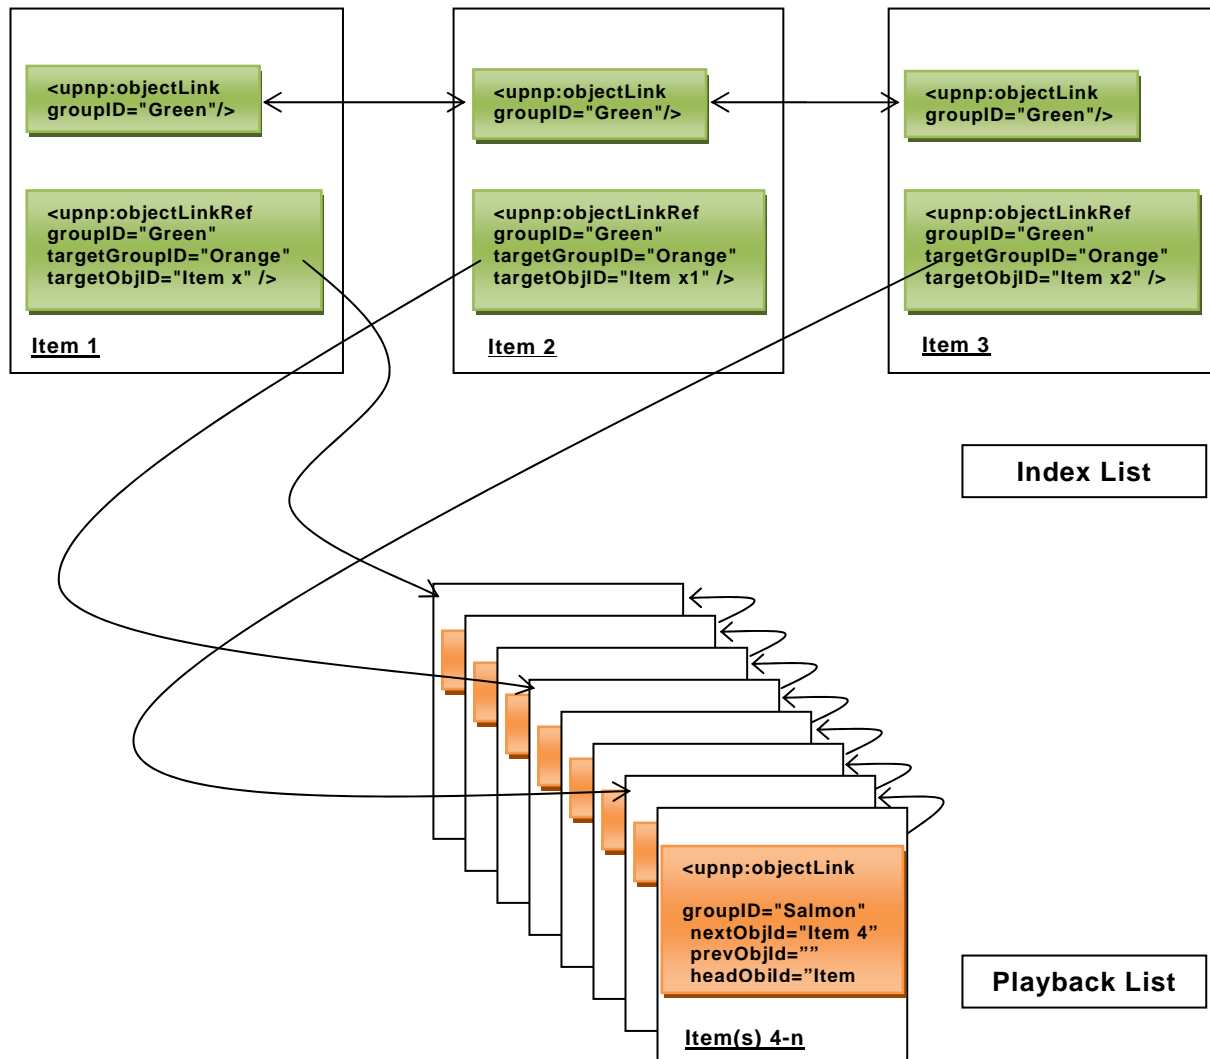 <upnp:objectLink
groupID="Green"/>
<upnp:objectLinkRef
groupID="Green"
targetGroupID="Orange"
targetObjID="Item x" />
Item 1
<upnp:objectLink
groupID="Green"/>
<upnp:objectLinkRef
groupID="Green"
targetGroupID="Orange"
targetObjID="Item x1" />
Item 2
<upnp:objectLink
groupID="Green"/>
<upnp:objectLinkRef
groupID="Green"
targetGroupID="Orange"
targetObjID="Item x2" />
Item 3
Index List
<upnp:objectLink
groupID="Salmon"
nextObjId="Item 4”
prevObjId=””
headObjId=”Item
Item(s) 4-n
Playback List